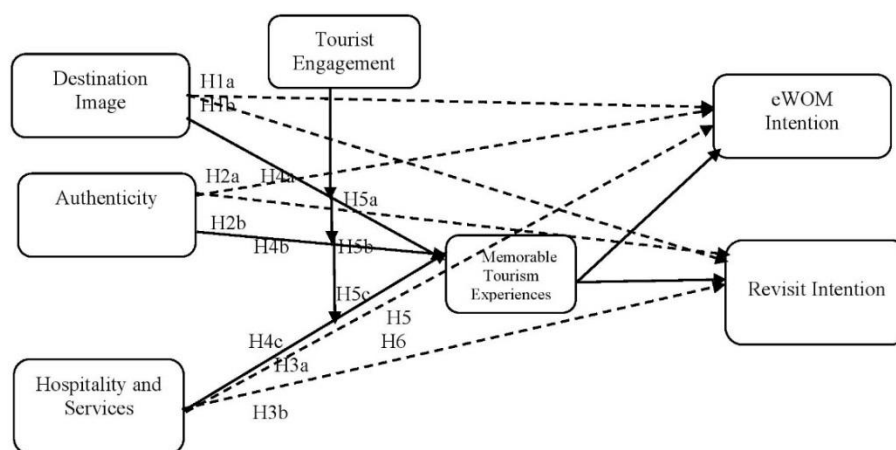 Tourist
Engagement
Destination
Image
H1a
H1b
eWOM
Intention
Authenticity
H2a
H4a
H5a
H2b
H4b
H5b
Memorable
Tourism
Experiences
Revisit Intention
H5c
H5
H6
H4c
H3a
Hospitality and
Services
H3b